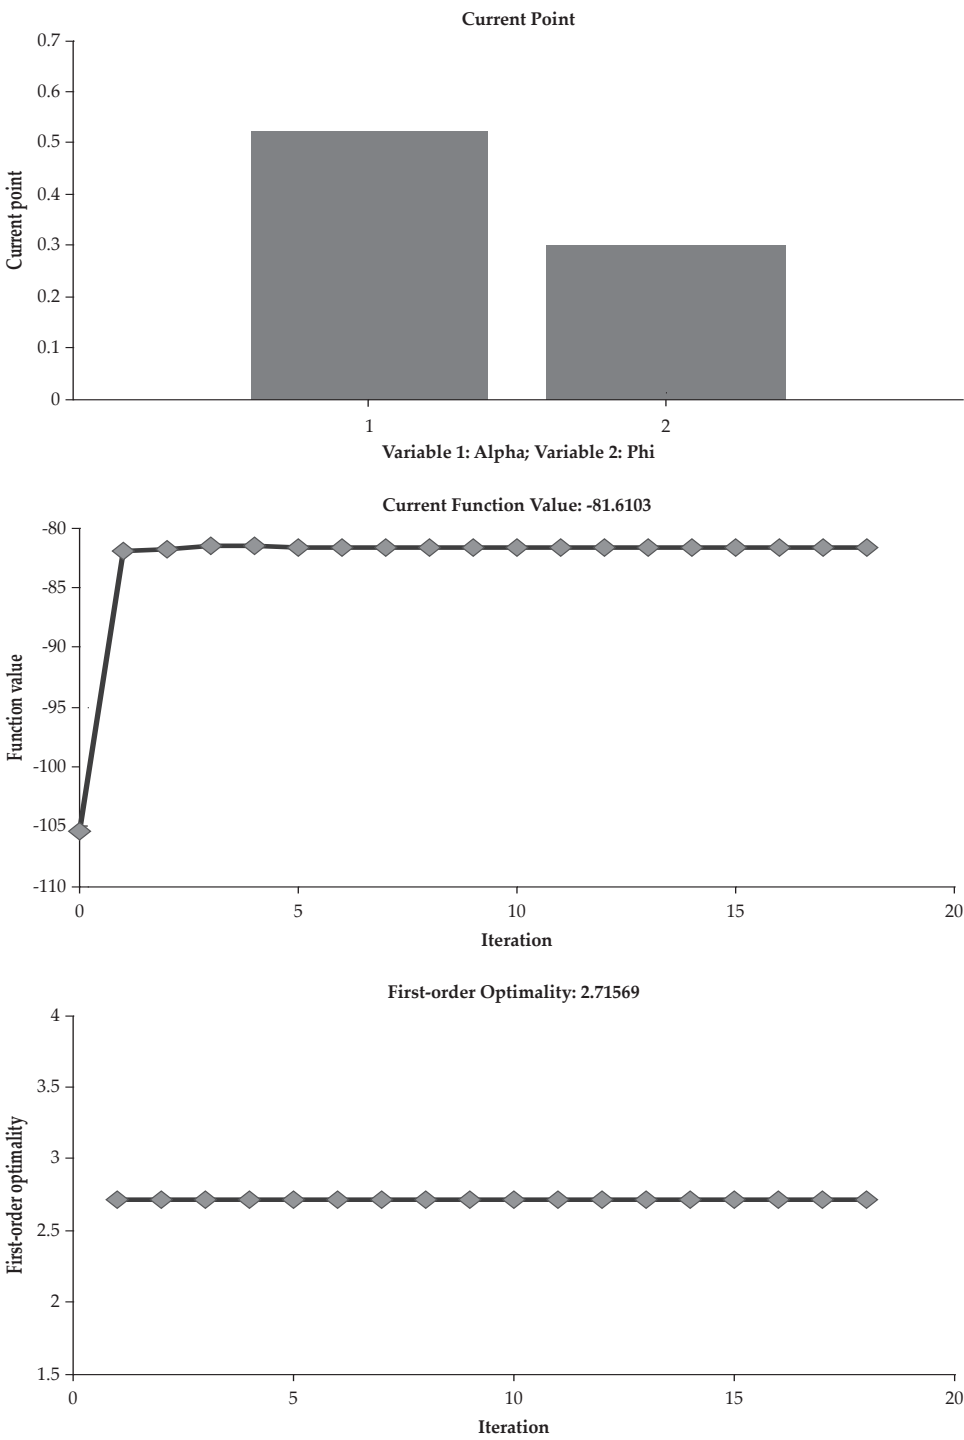 Current Point
0.7
0.6
0.5
0.4
0.3
0.2
0.1
0
Current point
1 2
Variable 1: Alpha; Variable 2: Phi
Current Function Value: -81.6103
-80
-85
-90
-95
-100
-105
-110
Function value
0 5 10 15 20
Iteration
First-order Optimality: 2.71569
4
3.5
3
2.5
2
1.5
First-order optimality
0 5 10 15 20
Iteration